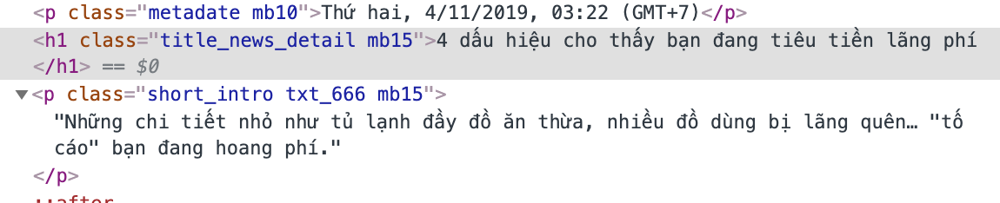 <p class="metadate mb10">Thứ hai, 4/11/2019, 03:22 (GMT+7)</p>
<h1 class="title_news_detail mb15">4 dấu hiệu cho thấy bạn đang tiêu tiền lãng phí
</h1> == $0
▼<p class="short_intro txt_666 mb15">
"Những chi tiết nhỏ như tủ lạnh đầy đồ ăn thừa, nhiều đồ dùng bị lãng quên… "tố
cáo" bạn đang hoang phí."
</p>
::after